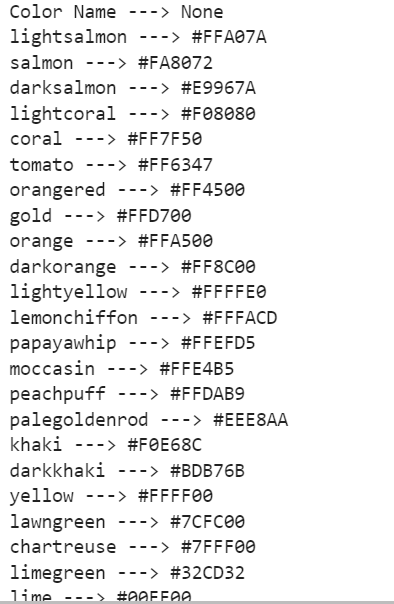 Color Name ---> None
lightsalmon ---> #FFA07A
salmon ---> #FA8072
darksalmon ---> #E9967A
lightcoral ---> #F08080
coral ---> #FF7F50
tomato ---> #FF6347
orangered ---> #FF4500
gold ---> #FFD700
orange ---> #FFA500
darkorange ---> #FF8C00
lightyellow ---> #FFFFE0
lemonchiffon ---> #FFFACD
papayawhip ---> #FFEFD5
moccasin ---> #FFE4B5
peachpuff ---> #FFDAB9
palegoldenrod ---> #EEE8AA
khaki ---> #F0E68C
darkkhaki ---> #BDB76B
yellow ---> #FFFF00
lawngreen ---> #7CFC00
chartreuse ---> #7FFF00
limegreen ---> #32CD32
lime ---> #00FF00